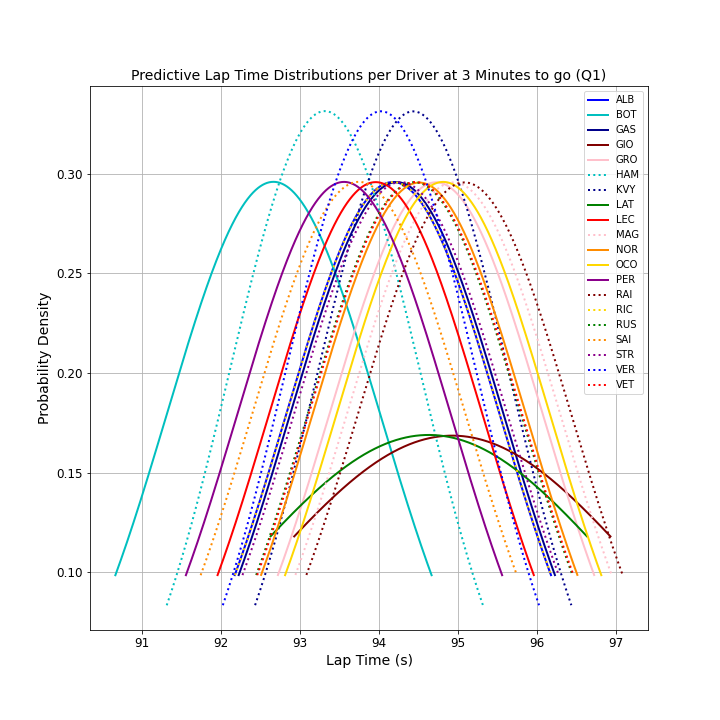 Predictive Lap Time Distributions per Driver at 3 Minutes to go (Q1)
ALB
BOT
GAS
GIO
GRO
HAM
KVY
LAT
LEC
MAG
NOR
OCO
PER
RAI
RIC
RUS
SAI
STR
VER
VET
0.30
0.25
0.20
0.15
0.10
Probability Density
91 92 93 94 95 96 97
Lap Time (s)